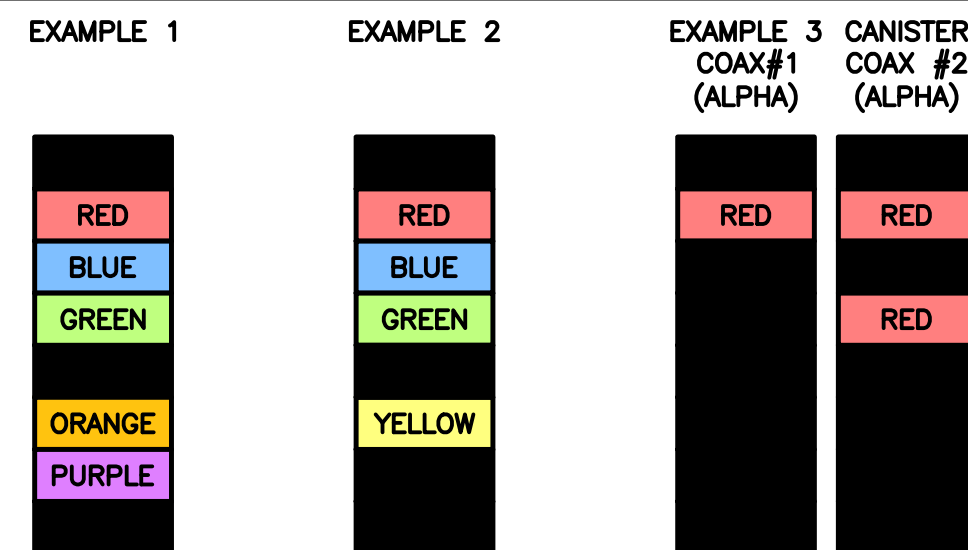 EXAMPLE 1
RED
BLUE
GREEN
ORANGE
PURPLE
EXAMPLE 2
RED
BLUE
GREEN
YELLOW
EXAMPLE 3 CANISTER
COAX#1 COAX #2
(ALPHA) (ALPHA)
RED RED
RED